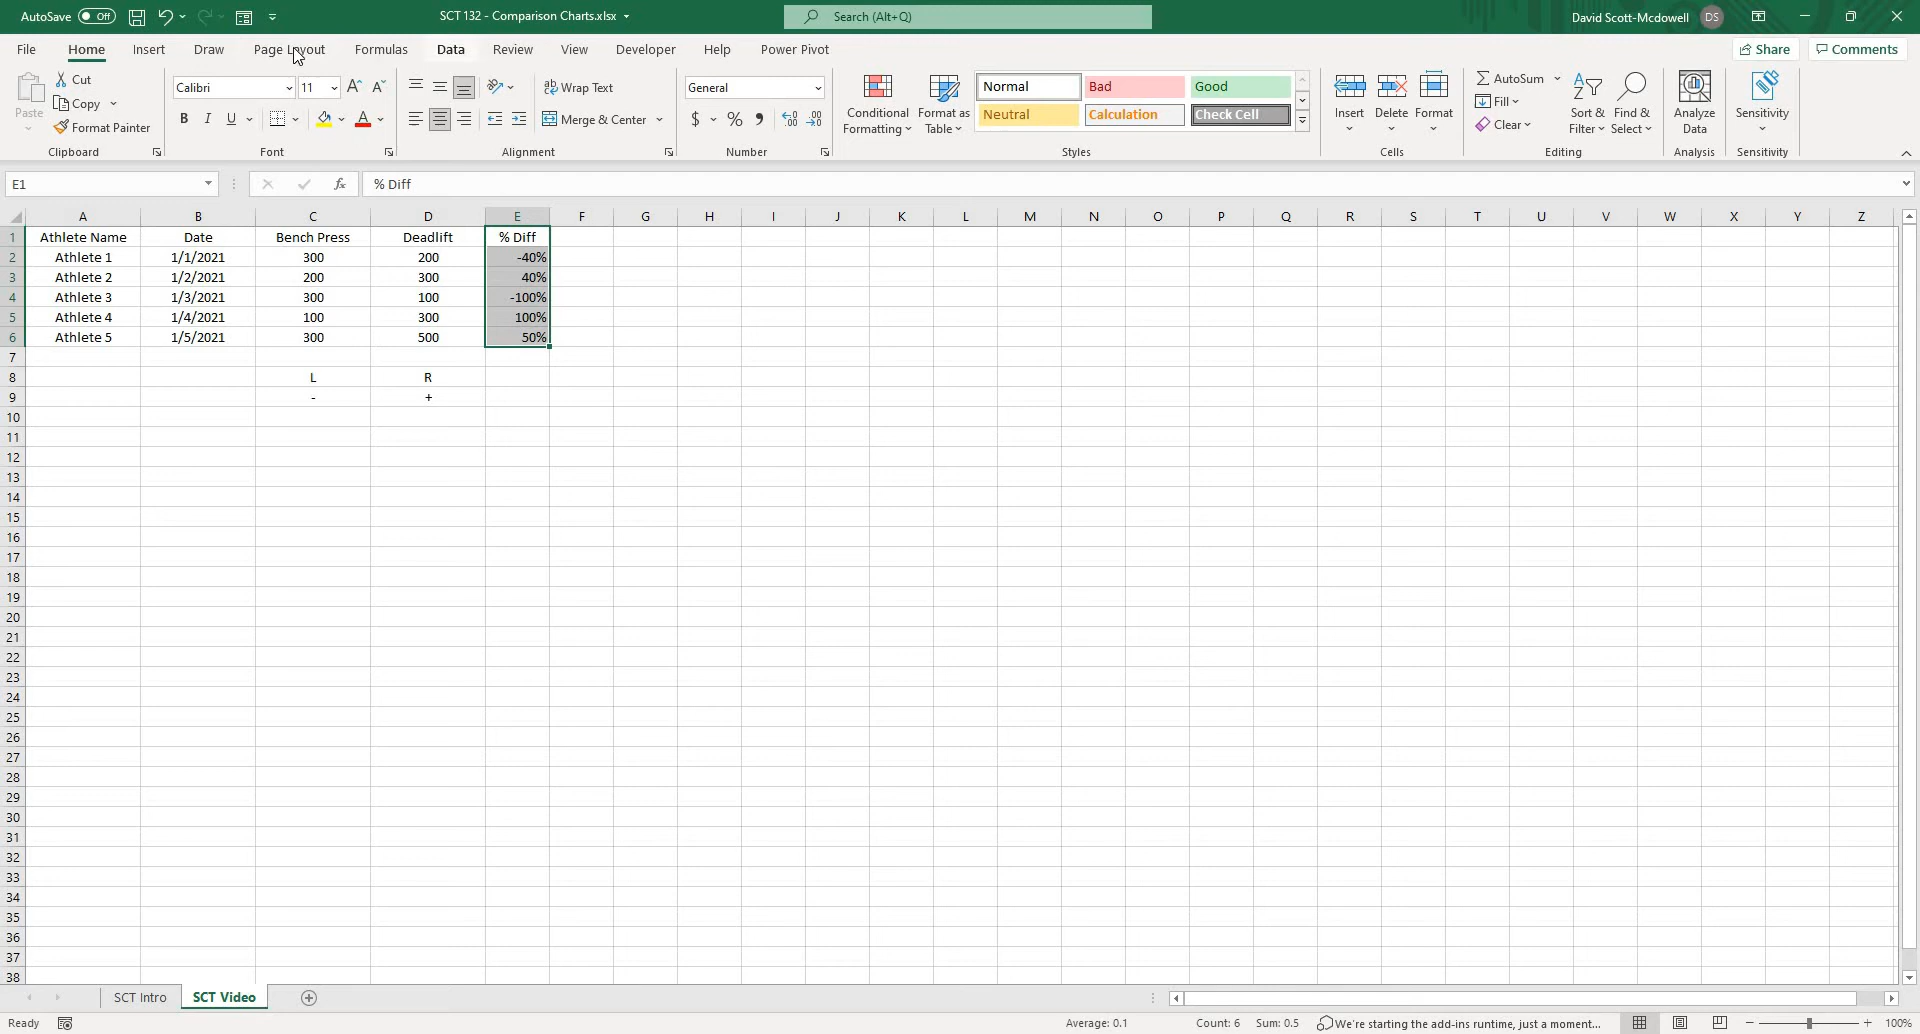 AutoSave Off SCT 132 - Comparison Charts.xlsx Search (Alt+Q) David Scott-Mcdowell DS
File Home Insert Draw Page Layout Formulas Data Review View Developer Help Power Pivot Share Comments
Paste
Cut
Copy
Format Painter
Clipboard
Calibri 11
B I U
Font
Wrap Text
Merge & Center
Alignment
General
$ % 9
Number
Conditional
Formatting
Format as
Table
Normal Bad Good
Neutral Calculation Check Cell
Styles
Insert Delete Format
Cells
AutoSum
Fill
Clear
Sort &
Filter
Find &
Select
Editing
Analyze
Data
Analysis
Sensitivity
Sensitivity
E1 fx % Diff
A B C D E F G H I J K L M N O P Q R S T U V W X Y Z
1 Athlete Name Date Bench Press Deadlift % Diff
2 Athlete 1 1/1/2021 300 200 -40%
3 Athlete 2 1/2/2021 200 300 40%
4 Athlete 3 1/3/2021 300 100 -100%
5 Athlete 4 1/4/2021 100 300 100%
6 Athlete 5 1/5/2021 300 500 50%
7
8 L R
9 - +
10
11
12
13
14
15
16
17
18
19
20
21
22
23
24
25
26
27
28
29
30
31
32
33
34
35
36
37
38
SCT Intro SCT Video
Ready Average: 0.1 Count: 6 Sum: 0.5 We're starting the add-ins runtime, just a moment... 100%